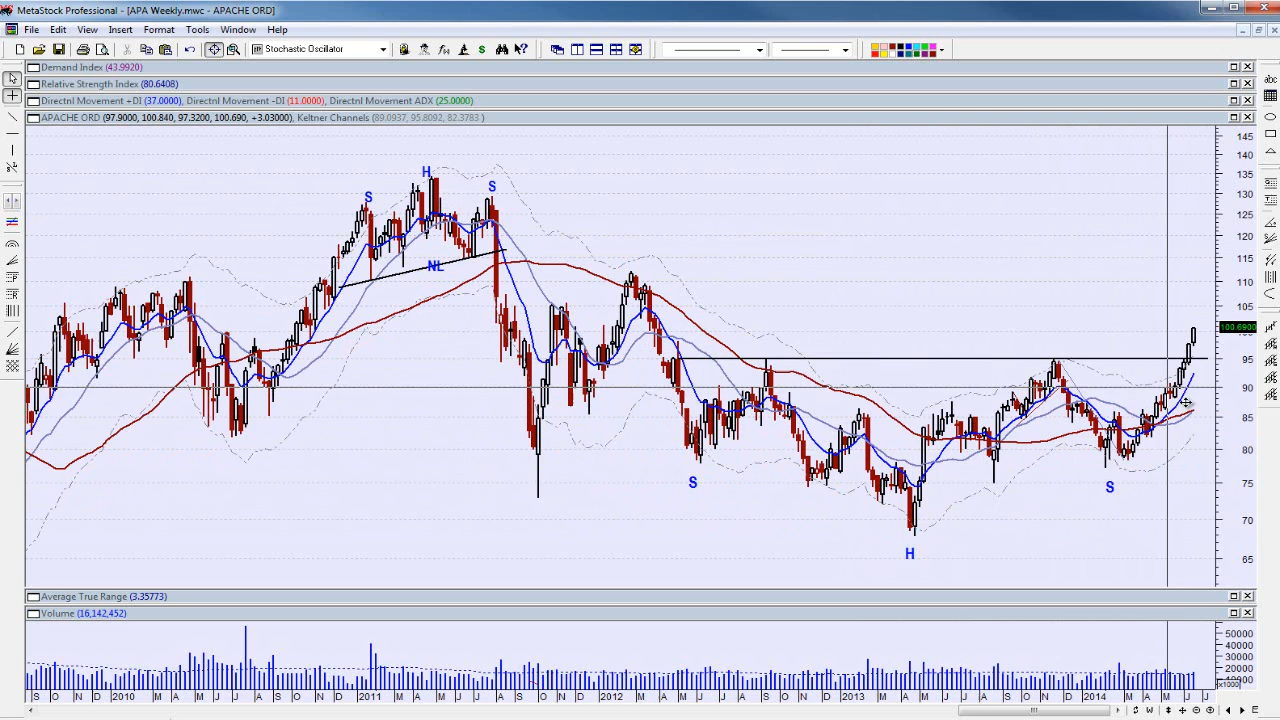 MetaStock Professional - [APA Weekly.mwc - APACHE ORD]
File Edit View Insert Format Tools Window Help
Stochastic Oscillator
Demand Index (43.9920)
Relative Strength Index (80.6408)
Directnl Movement +DI (37.0000), Directnl Movement -DI (11.0000), Directnl Movement ADX (25.0000)
APACHE ORD (97.9000, 100.840, 97.3200, 100.690, +3.03000), Keltner Channels (89.0937, 95.8092, 82.3783 )
abc
145
140
135
130
125
120
115
110
105
100.6900
95
90
85
80
75
70
65
S
H
S
NL
S
H
S
Average True Range (3.35773)
Volume (16,142,452)
50000
40000
30000
20000
10000
x1000
S O N D 2010 M A M J J A S O N D 2011 M A M J J A S O N D 2012 M A M J J A S O N D 2013 M A M J J A S O N D 2014 M A M J J